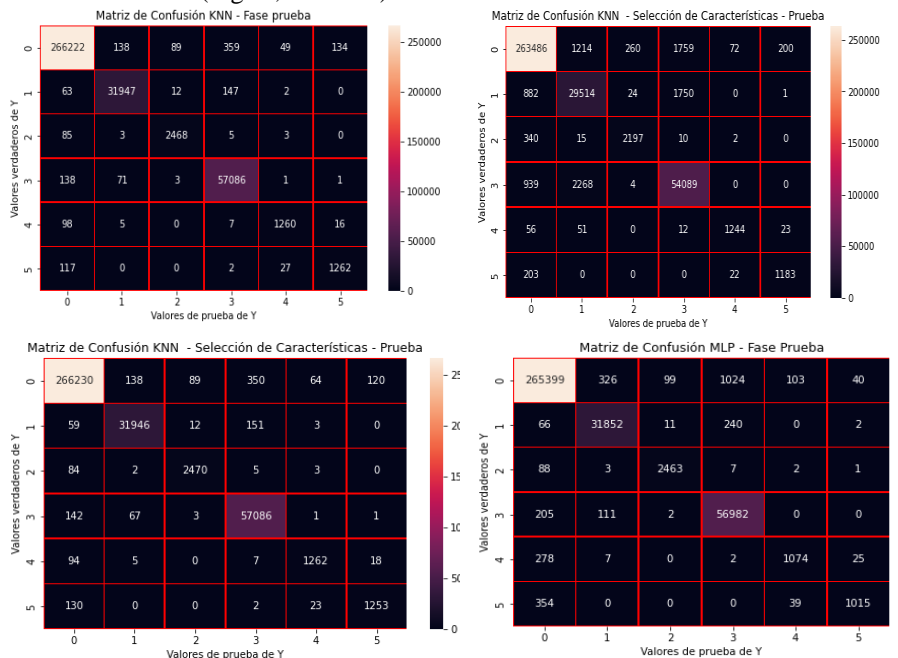 Matriz de Confusión KNN - Fase prueba
Valores verdaderos de Y
0 266222 138 89 359 49 134
1 63 31947 12 147 2 0
2 85 3 2468 5 3 0
3 138 71 3 57086 1 1
4 98 5 0 7 1260 16
5 117 0 0 2 27 1262
0 1 2 3 4 5
Valores de prueba de Y
250000
200000
150000
100000
50000
0
Matriz de Confusión KNN - Selección de Características - Prueba
Valores verdaderos de Y
0 263486 1214 260 1759 72 200
1 882 29514 24 1750 0 1
2 340 15 2197 10 2 0
3 939 2268 4 54089 0 0
4 56 51 0 12 1244 23
5 203 0 0 0 22 1183
0 1 2 3 4 5
Valores de prueba de Y
250000
200000
150000
100000
50000
0
Matriz de Confusión KNN - Selección de Características - Prueba
Valores verdaderos de Y
0 266230 138 89 350 64 120
1 59 31946 12 151 3 0
2 84 2 2470 5 3 0
3 142 67 3 57086 1 1
4 94 5 0 7 1262 18
5 130 0 0 2 23 1253
0 1 2 3 4 5
Valores de prueba de Y
15
0
Matriz de Confusión MLP - Fase Prueba
Valores verdaderos de Y
0 265399 326 99 1024 103 40
1 66 31852 11 240 0 2
2 88 3 2463 7 2 1
3 205 111 2 56982 0 0
4 278 7 0 2 1074 25
5 354 0 0 0 39 1015
0 1 2 3 4 5
Valores de prueba de Y